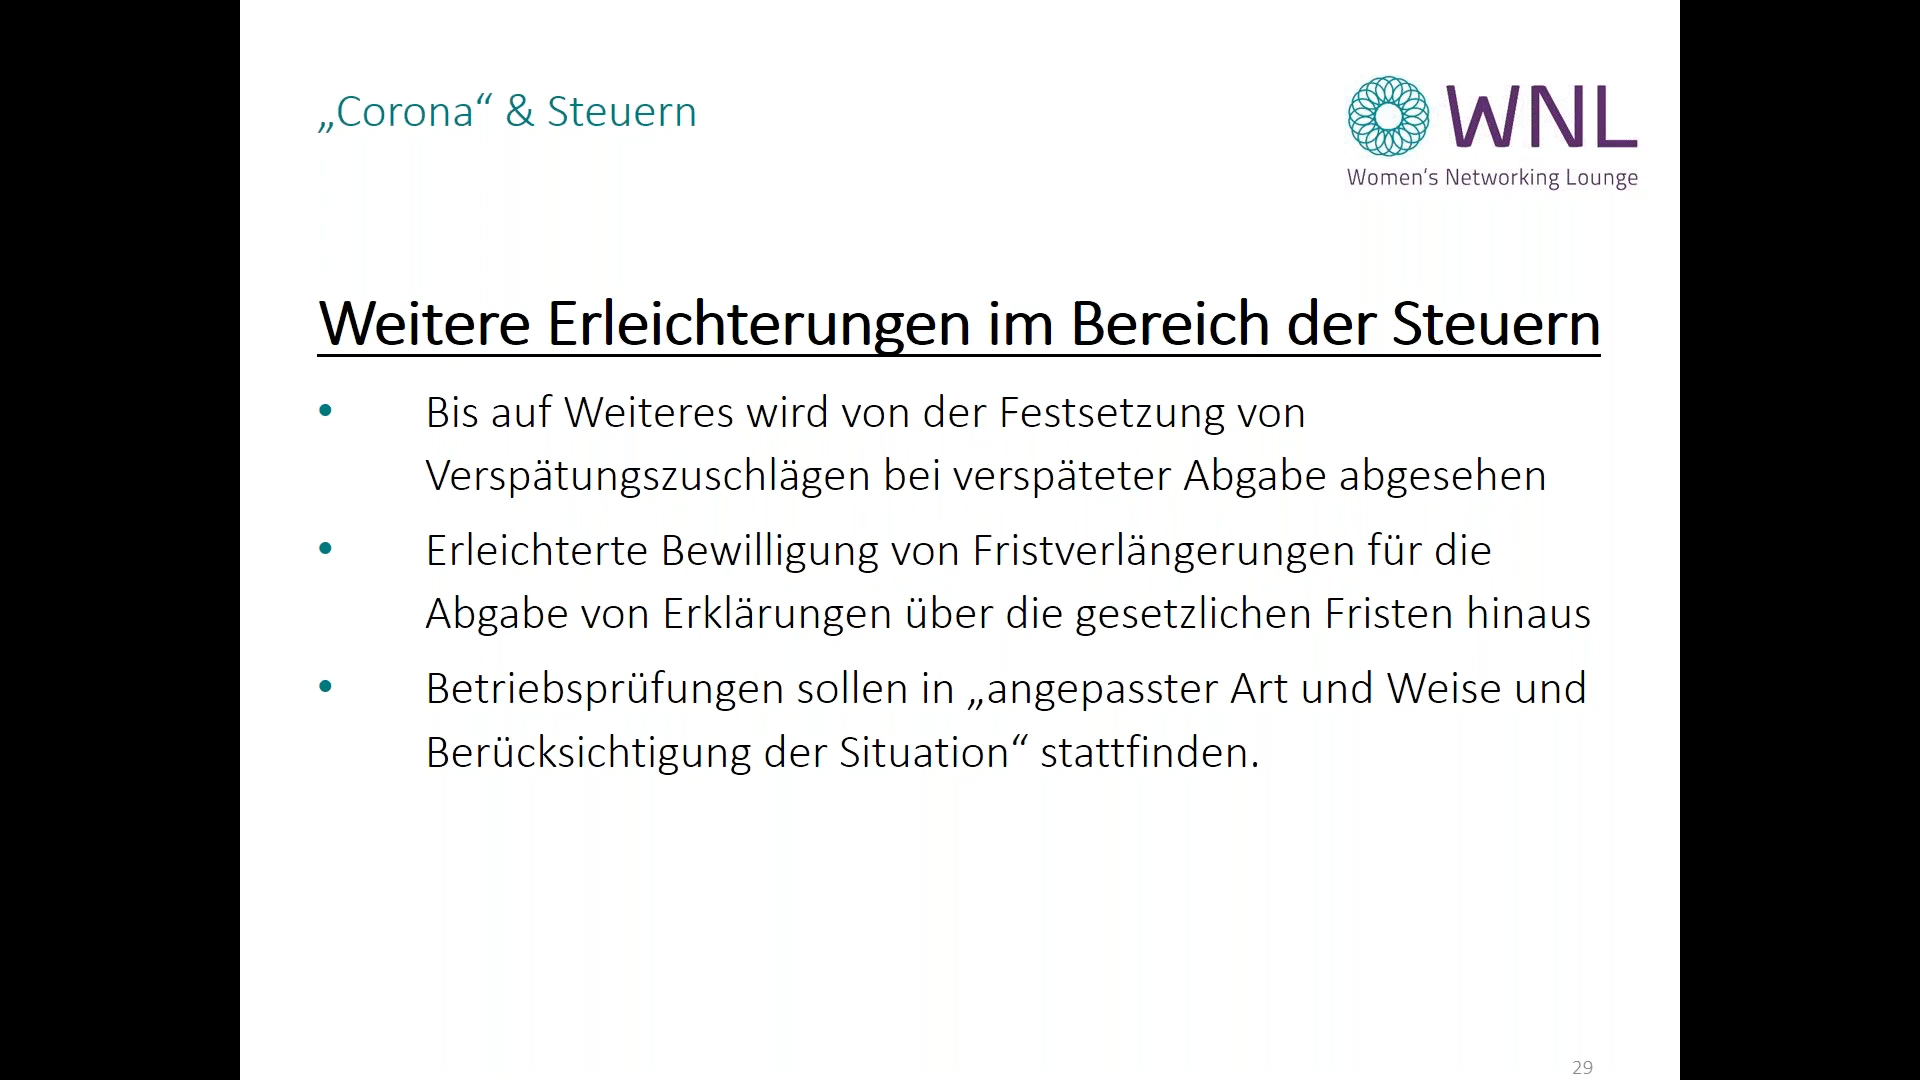 „Corona“ & Steuern
WNL
Women's Networking Lounge
Weitere Erleichterungen im Bereich der Steuern
• Bis auf Weiteres wird von der Festsetzung von
Verspätungszuschlägen bei verspäteter Abgabe abgesehen
• Erleichterte Bewilligung von Fristverlängerungen für die
Abgabe von Erklärungen über die gesetzlichen Fristen hinaus
• Betriebsprüfungen sollen in „angepasster Art und Weise und
Berücksichtigung der Situation“ stattfinden.
29